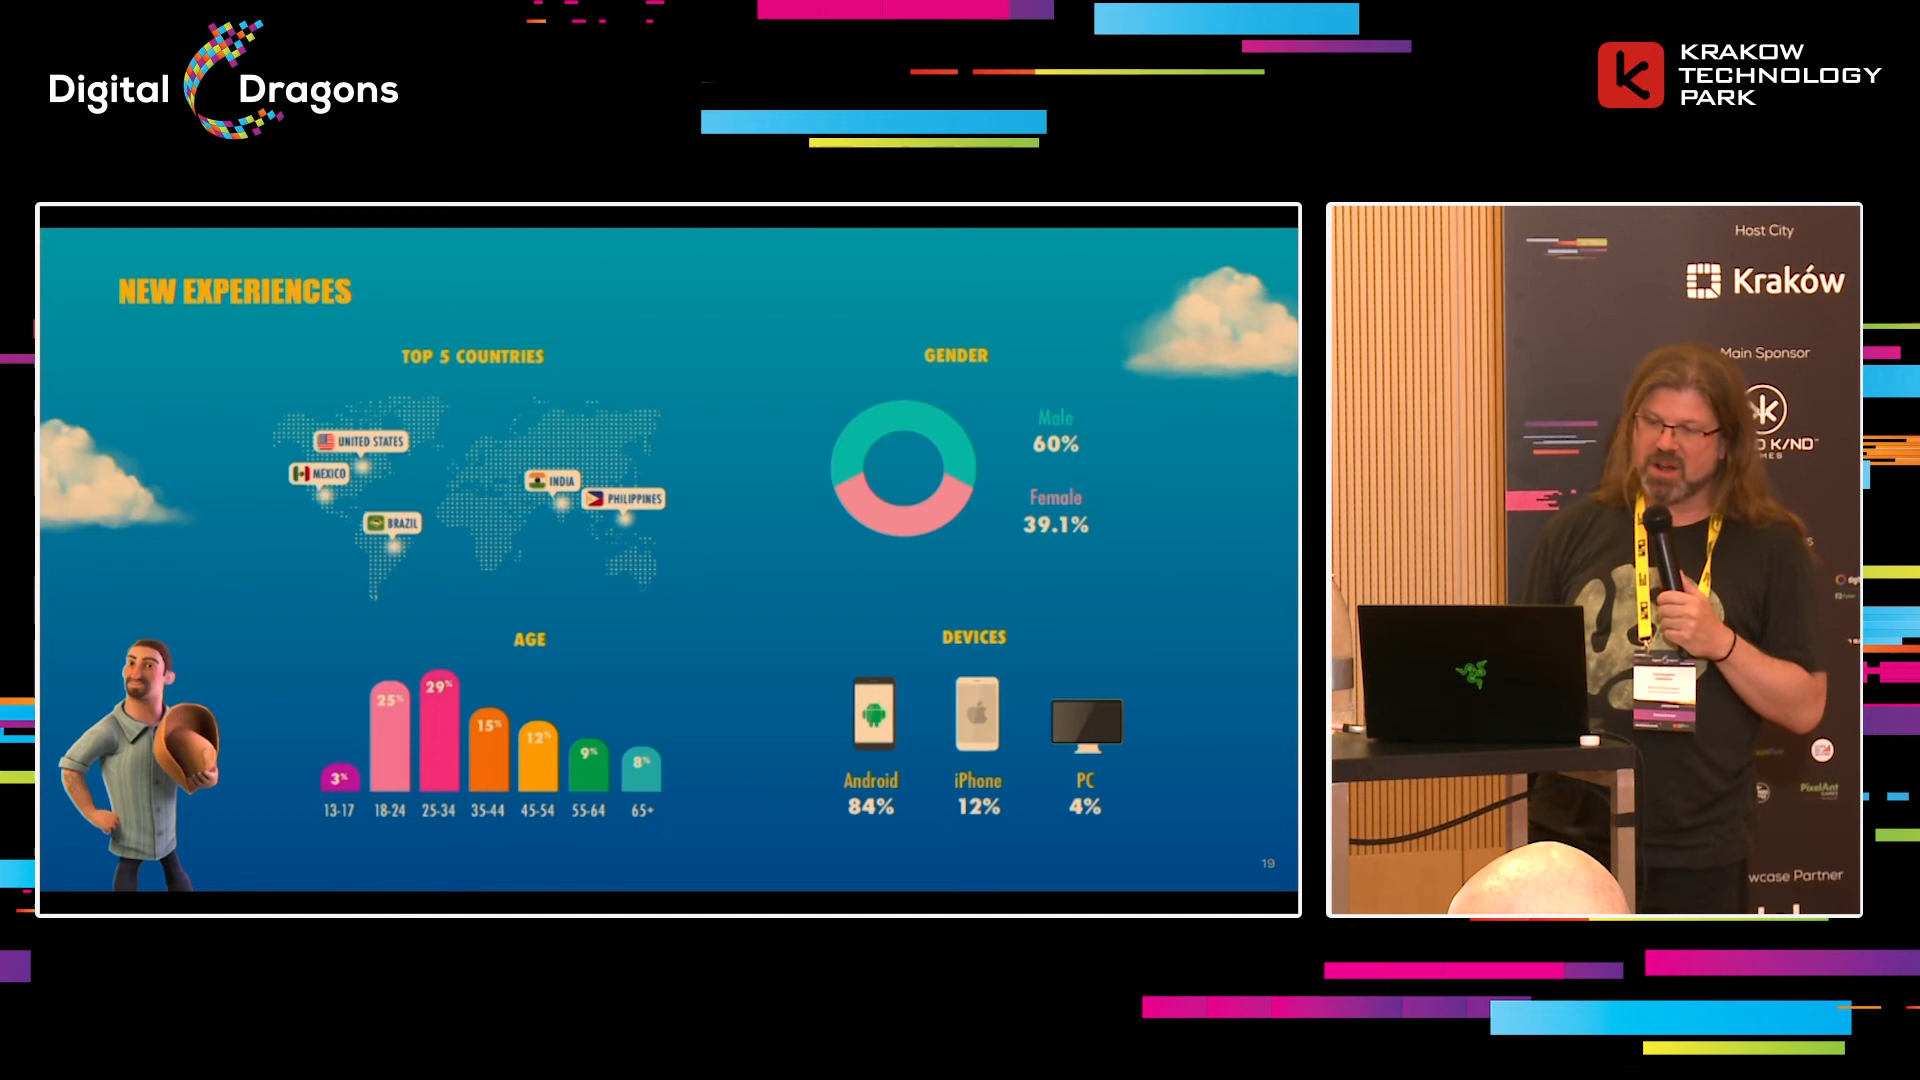 Digital Dragons
KRAKOW
TECHNOLOGY
PARK
NEW EXPERIENCES
TOP 5 COUNTRIES
UNITED STATES
MEXICO
BRAZIL
INDIA
PHILIPPINES
GENDER
Male
60%
Female
39.1%
AGE
3%
25%
29%
15%
12%
9%
8%
13-17
18-24
25-34
35-44
45-54
55-64
65+
DEVICES
Android
84%
iPhone
12%
PC
4%
19
Host City
Kraków
Main Sponsor
K/ND
PixelAnt
wcase Partner